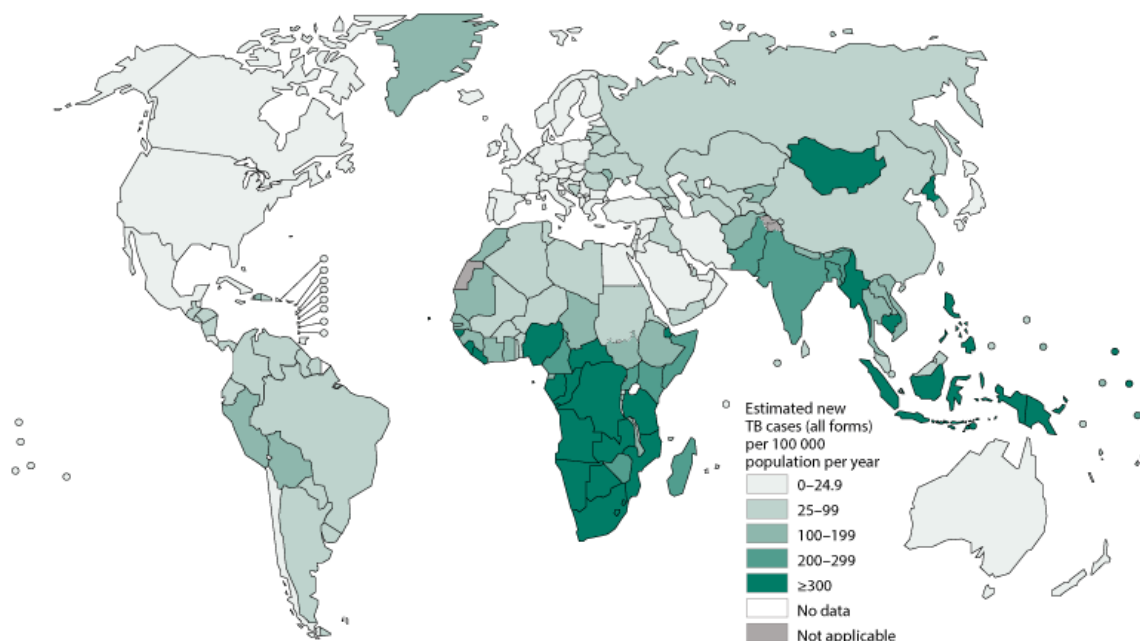 Estimated new
TB cases (all forms)
per 100 000
population per year
0–24.9
25–99
100–199
200–299
≥300
No data
Not applicable